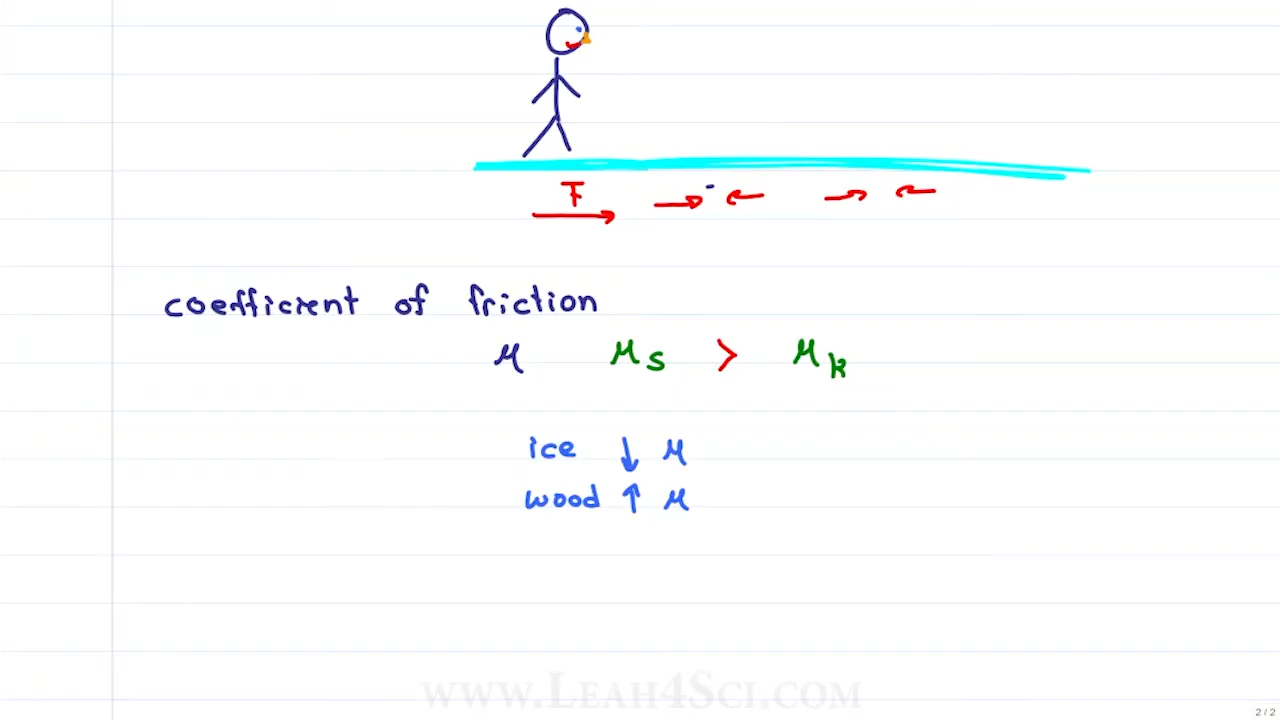 F
coefficient of friction
μ μs > μk
ice ↓ μ
wood ↑ μ
www.Leah4Sci.com
2 / 2